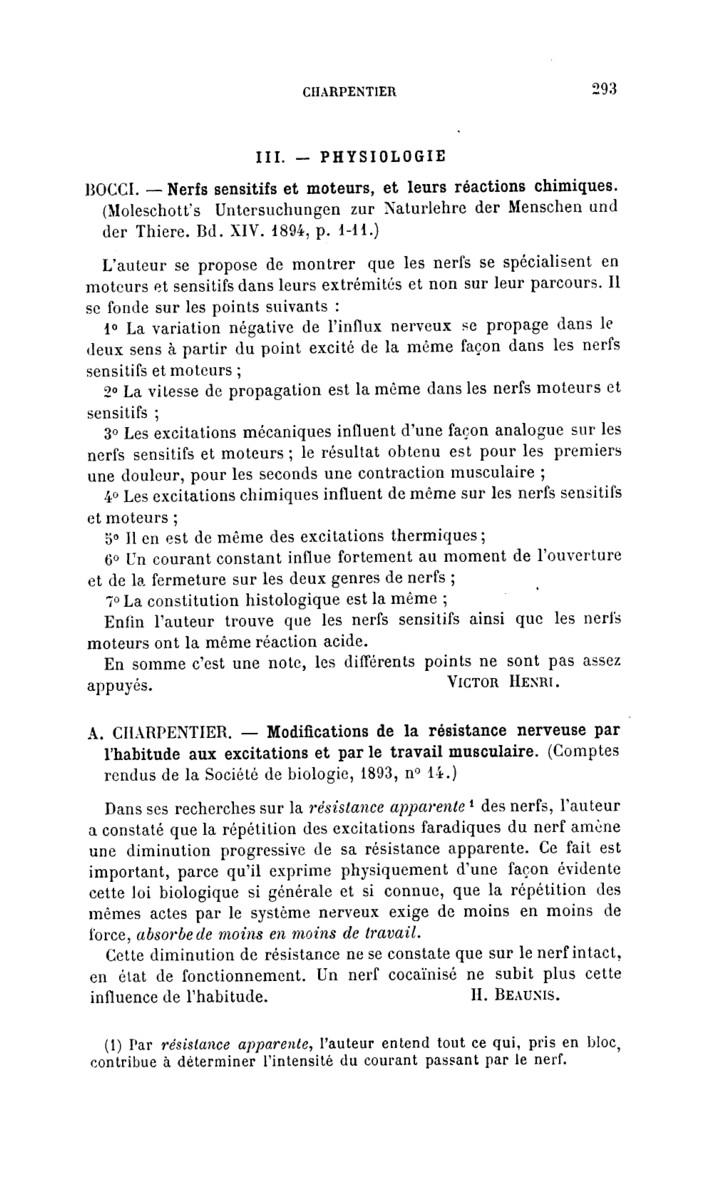 CHARPENTIER 293
III. — PHYSIOLOGIE
BOCCI. — Nerfs sensitifs et moteurs, et leurs réactions chimiques.
(Moleschott's Untersuchungen zur Naturlehre der Menschen und
der Thiere. Bd. XIV. 1894, p. 1-11.)
L'auteur se propose de montrer que les nerfs se spécialisent en
moteurs et sensitifs dans leurs extrémités et non sur leur parcours. Il
se fonde sur les points suivants :
1º La variation négative de l'influx nerveux se propage dans le
deux sens à partir du point excité de la même façon dans les nerfs
sensitifs et moteurs ;
2º La vitesse de propagation est la même dans les nerfs moteurs et
sensitifs ;
3º Les excitations mécaniques influent d'une façon analogue sur les
nerfs sensitifs et moteurs ; le résultat obtenu est pour les premiers
une douleur, pour les seconds une contraction musculaire ;
4º Les excitations chimiques influent de même sur les nerfs sensitifs
et moteurs ;
5º Il en est de même des excitations thermiques ;
6º Un courant constant influe fortement au moment de l'ouverture
et de la fermeture sur les deux genres de nerfs ;
7º La constitution histologique est la même ;
Enfin l'auteur trouve que les nerfs sensitifs ainsi que les nerfs
moteurs ont la même réaction acide.
En somme c'est une note, les différents points ne sont pas assez
appuyés. VICTOR HENRI.
A. CHARPENTIER. — Modifications de la résistance nerveuse par
l'habitude aux excitations et par le travail musculaire. (Comptes
rendus de la Société de biologie, 1893, nº 14.)
Dans ses recherches sur la résistance apparente ¹ des nerfs, l'auteur
a constaté que la répétition des excitations faradiques du nerf amène
une diminution progressive de sa résistance apparente. Ce fait est
important, parce qu'il exprime physiquement d'une façon évidente
cette loi biologique si générale et si connue, que la répétition des
mêmes actes par le système nerveux exige de moins en moins de
force, absorbe de moins en moins de travail.
Cette diminution de résistance ne se constate que sur le nerf intact,
en état de fonctionnement. Un nerf cocaïnisé ne subit plus cette
influence de l'habitude. H. BEAUNIS.
(1) Par résistance apparente, l'auteur entend tout ce qui, pris en bloc,
contribue à déterminer l'intensité du courant passant par le nerf.